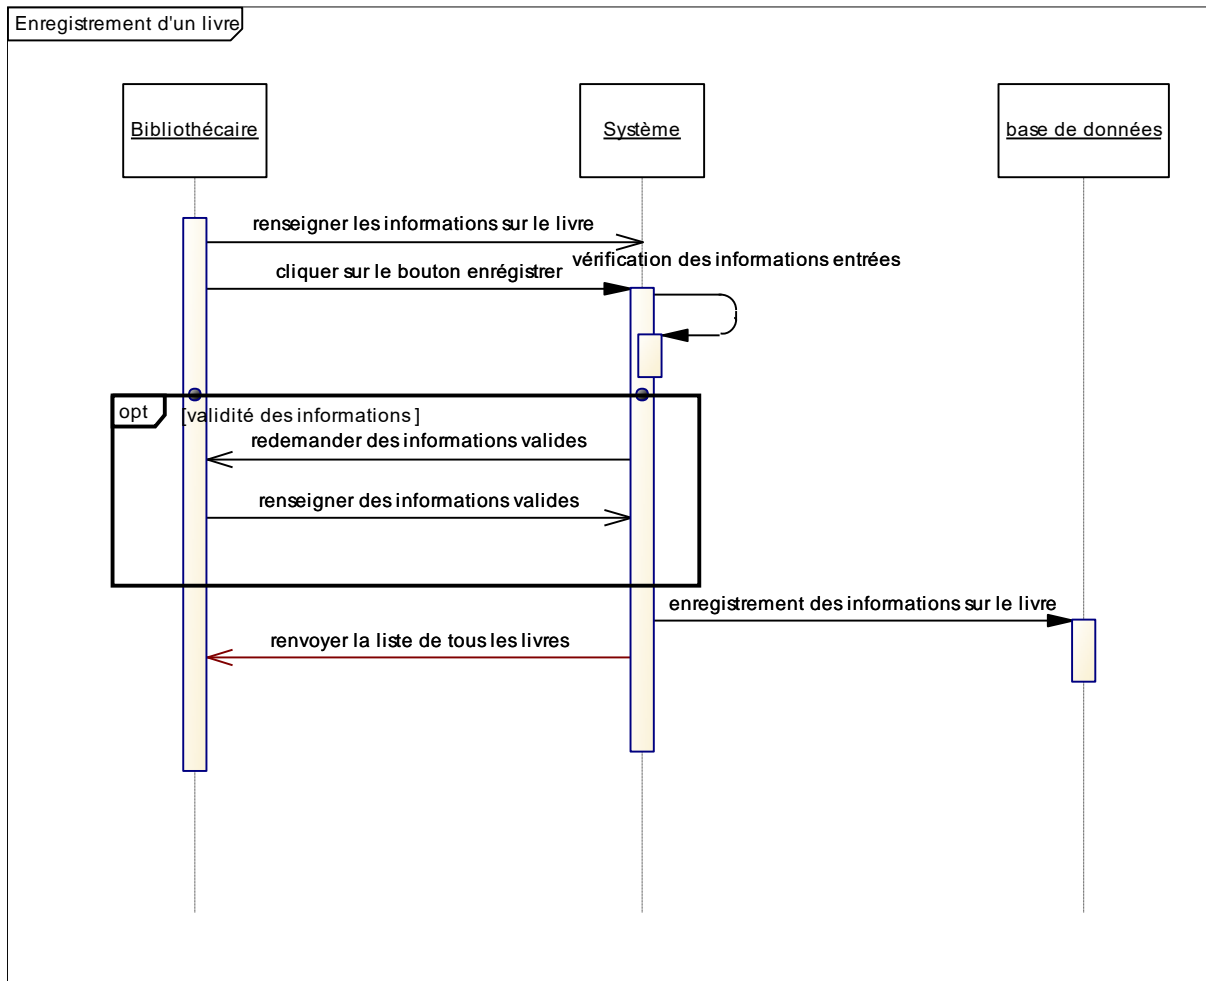 Enregistrement d'un livre
Bibliothécaire
Système
base de données
renseigner les informations sur le livre
vérification des informations entrées
cliquer sur le bouton enrégistrer
opt
[validité des informations]
redemander des informations valides
renseigner des informations valides
enregistrement des informations sur le livre
renvoyer la liste de tous les livres